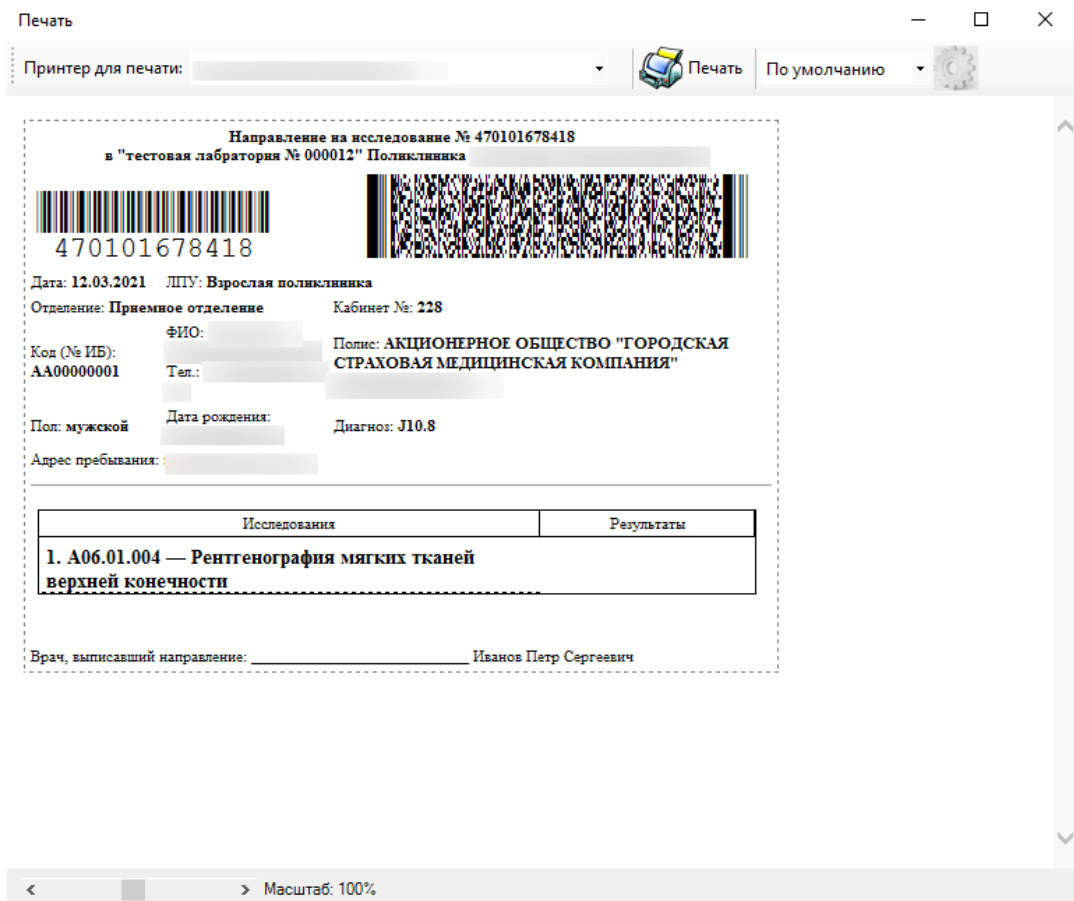 Печать
Принтер для печати:
Печать
По умолчанию
Направление на исследование № 470101678418
в "тестовая лабратория № 000012" Поликлиника
470101678418
Дата: 12.03.2021 ЛПУ: Взрослая поликлиника
Отделение: Приемное отделение Кабинет №: 228
ФИО:
Полис: АКЦИОНЕРНОЕ ОБЩЕСТВО "ГОРОДСКАЯ
СТРАХОВАЯ МЕДИЦИНСКАЯ КОМПАНИЯ"
Код (№ ИБ):
АА00000001
Тел.:
Пол: мужской
Дата рождения:
Диагноз: J10.8
Адрес пребывания:
Исследования
Результаты
1. A06.01.004 — Рентгенография мягких тканей
верхней конечности
Врач, выписавший направление: Иванов Петр Сергеевич
Масштаб: 100%